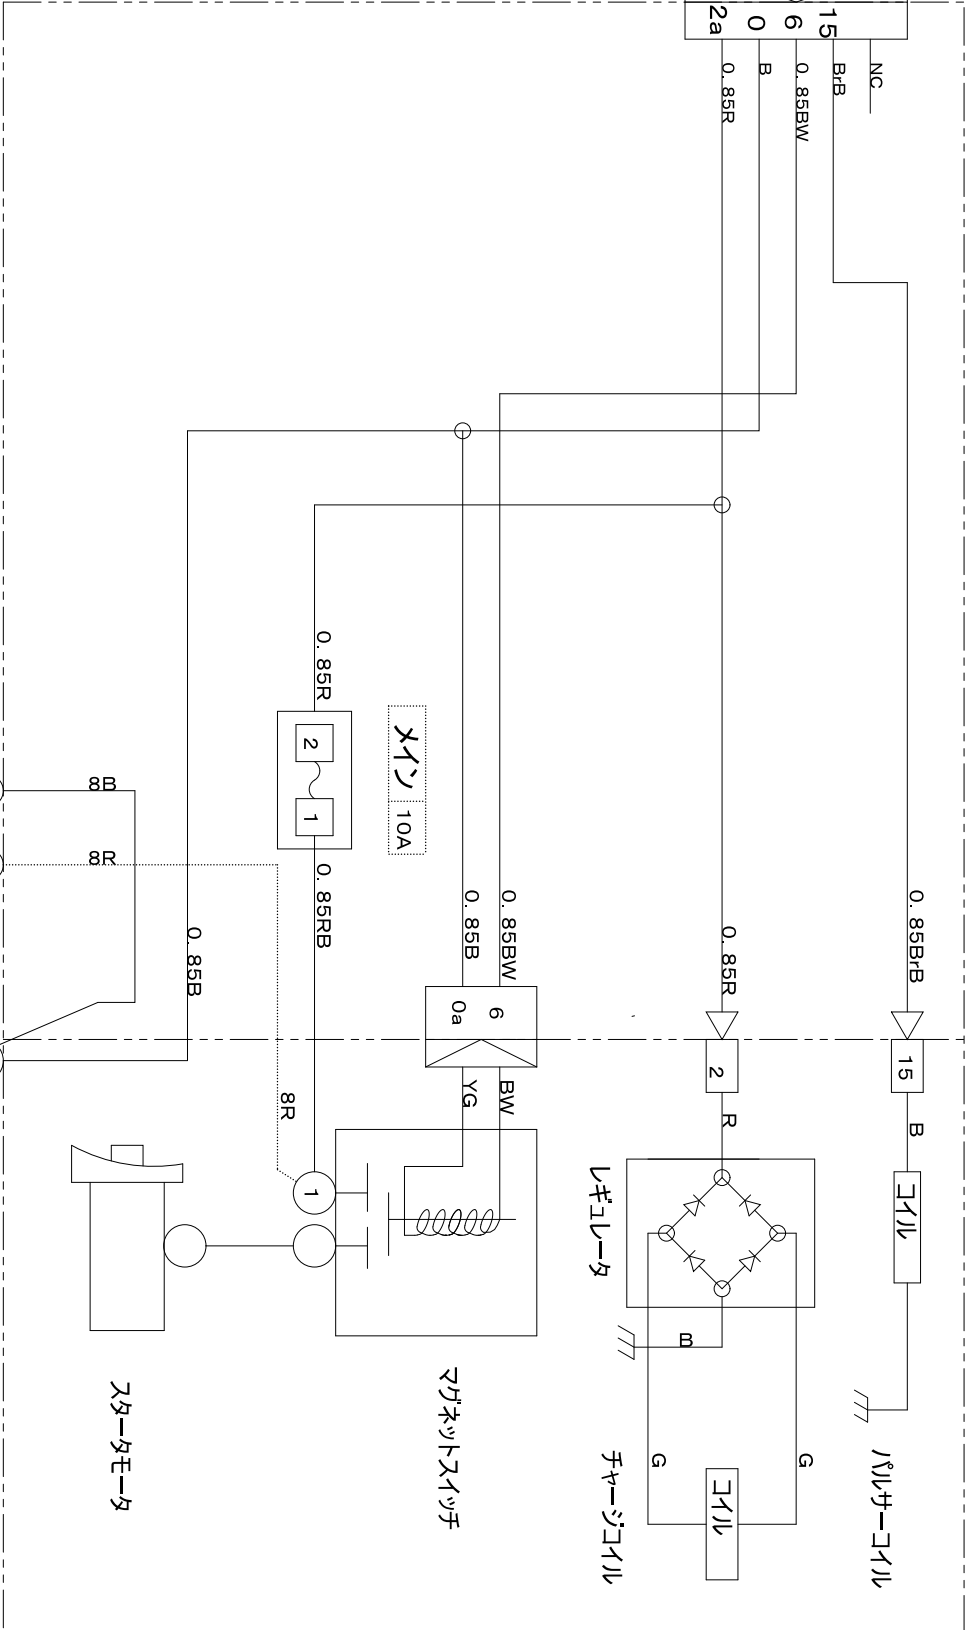 15
6
0
2a
NC
BrB
0.85BW
B
0.85R
0.85R
メイン 10A
2
1
8B
8R
0.85RB
0.85B
0.85B
0.85BW
0.85R
0.85BrB
6
0a
2
15
YG
BW
R
B
8R
1
コイル
レギュレータ
B
G
G
コイル
スタータモータ
マグネットスイッチ
チャージコイル
パルサーコイル